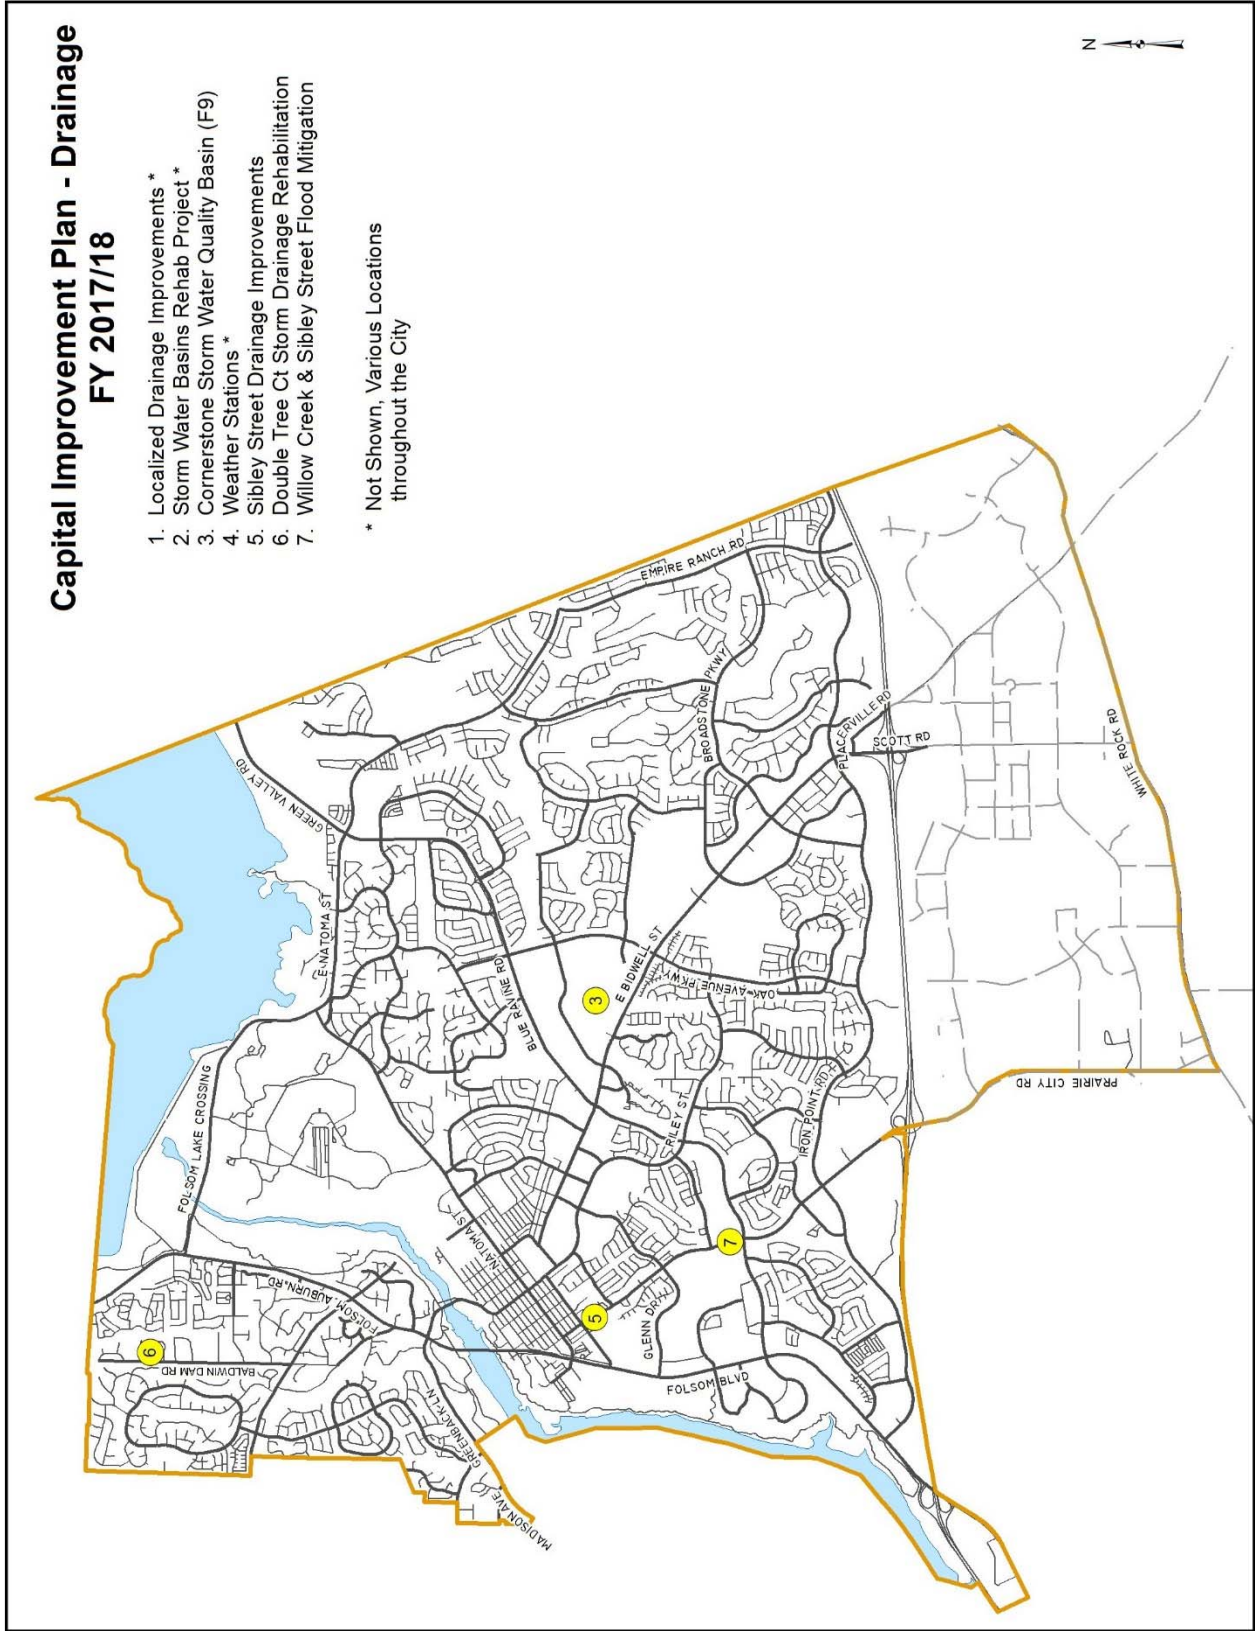 Capital Improvement Plan - Drainage
FY 2017/18
1. Localized Drainage Improvements *
2. Storm Water Basins Rehab Project *
3. Cornerstone Storm Water Quality Basin (F9)
4. Weather Stations *
5. Sibley Street Drainage Improvements
6. Double Tree Ct Storm Drainage Rehabilitation
7. Willow Creek & Sibley Street Flood Mitigation
* Not Shown, Various Locations
throughout the City
N
GREEN VALLEY RD
EMPIRE RANCH RD
E NATOMA ST
BROADSTONE PKWY
PLACERVILLE RD
SCOTT RD
WHITE ROCK RD
FOLSOM LAKE CROSSING
BLUE RAVINE RD
E BIDWELL ST
OAK AVENUE PKWY
3
RILEY ST
IRON POINT RD
PRAIRIE CITY RD
NATOMA ST
FOLSOM AUBURN RD
6
BALDWIN DAM RD
5
7
GLENN DR
FOLSOM BLVD
GREENBACK LN
MADISON AVE